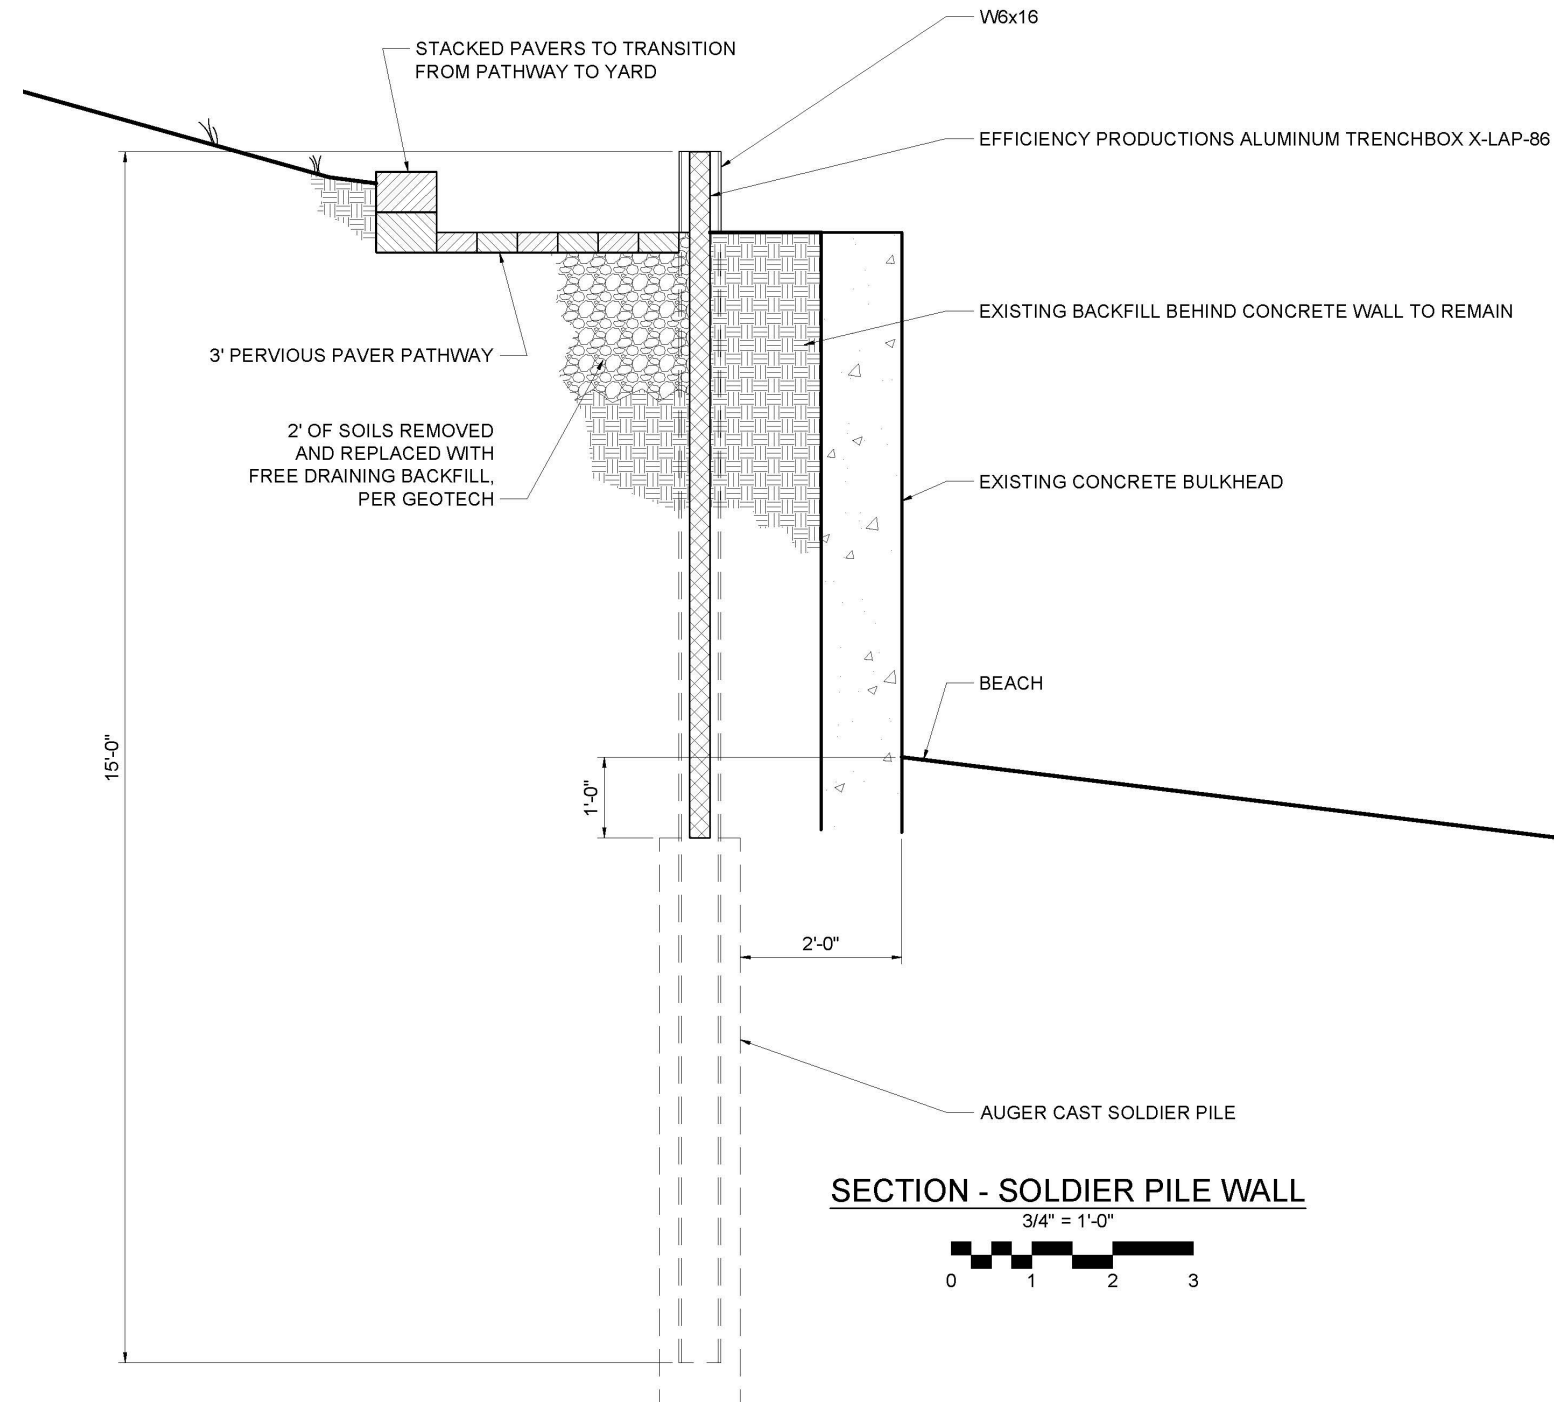 W6x16
STACKED PAVERS TO TRANSITION
FROM PATHWAY TO YARD
EFFICIENCY PRODUCTIONS ALUMINUM TRENCHBOX X-LAP-86
EXISTING BACKFILL BEHIND CONCRETE WALL TO REMAIN
3' PERVIOUS PAVER PATHWAY
2' OF SOILS REMOVED
AND REPLACED WITH
FREE DRAINING BACKFILL,
PER GEOTECH
EXISTING CONCRETE BULKHEAD
BEACH
15'-0"
1'-0"
2'-0"
AUGER CAST SOLDIER PILE
SECTION - SOLDIER PILE WALL
3/4" = 1'-0"
0 1 2 3